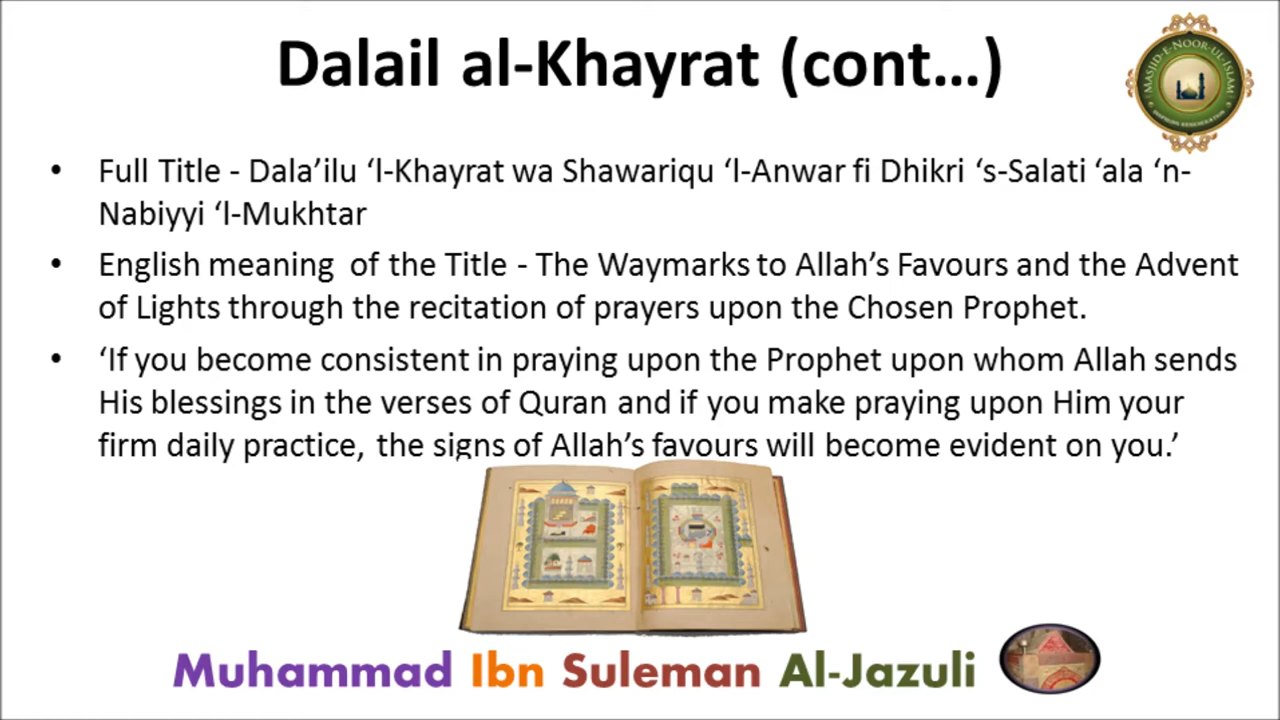 Dalail al-Khayrat (cont...)
MASJID-E-NOOR-UL-ISLAM
• Full Title - Dala’ilu ‘l-Khayrat wa Shawariqu ‘l-Anwar fi Dhikri ‘s-Salati ‘ala ‘n-
Nabiyyi ‘l-Mukhtar
• English meaning of the Title - The Waymarks to Allah’s Favours and the Advent
of Lights through the recitation of prayers upon the Chosen Prophet.
• ‘If you become consistent in praying upon the Prophet upon whom Allah sends
His blessings in the verses of Quran and if you make praying upon Him your
firm daily practice, the signs of Allah’s favours will become evident on you.’
Muhammad Ibn Suleman Al-Jazuli